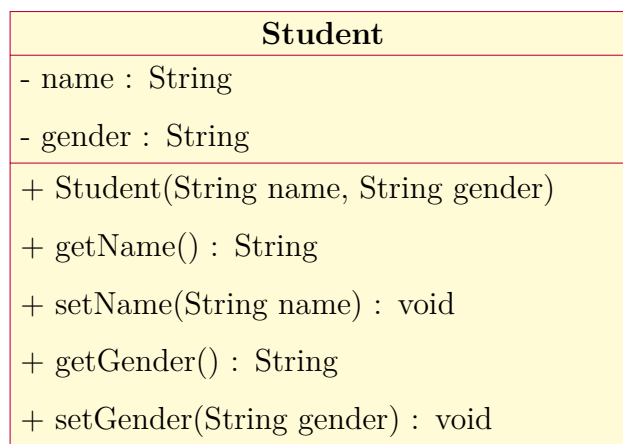 Student
- name : String
- gender : String
+ Student(String name, String gender)
+ getName() : String
+ setName(String name) : void
+ getGender() : String
+ setGender(String gender) : void